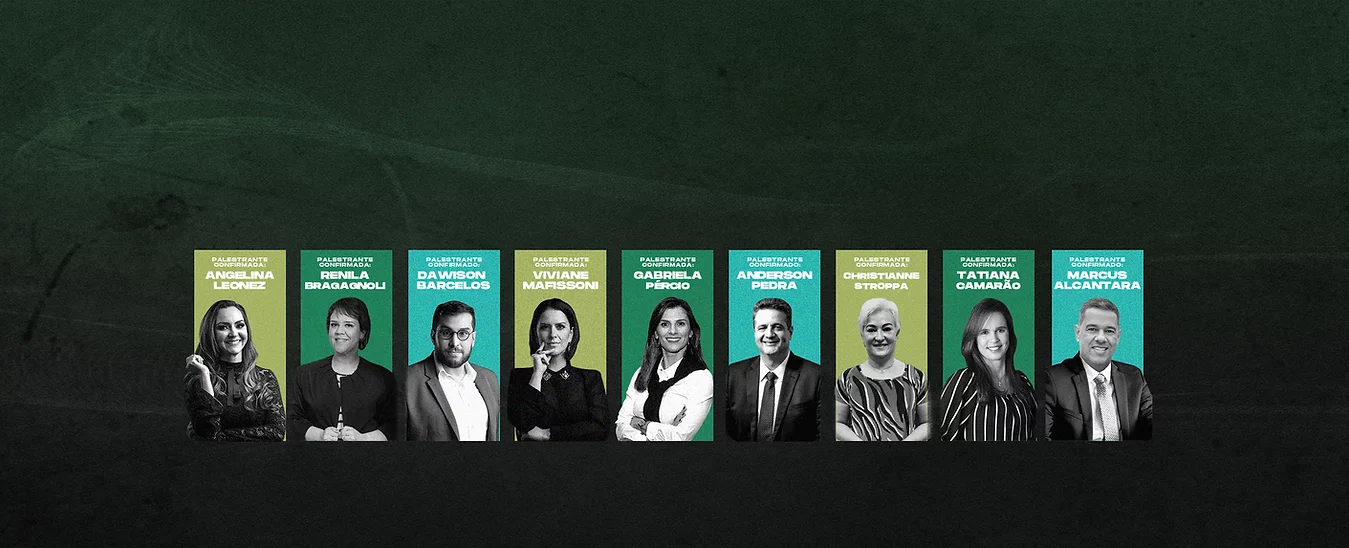 PALESTRANTE
CONFIRMADA:
ANGELINA
LEONEZ
PALESTRANTE
CONFIRMADA:
RENILA
BRAGAGNOLI
PALESTRANTE
CONFIRMADO:
DAWISON
BARCELOS
PALESTRANTE
CONFIRMADA:
VIVIANE
MAFISSONI
PALESTRANTE
CONFIRMADA:
GABRIELA
PÉRCIO
PALESTRANTE
CONFIRMADO:
ANDERSON
PEDRA
PALESTRANTE
CONFIRMADA:
CHRISTIANNE
STROPPA
PALESTRANTE
CONFIRMADA:
TATIANA
CAMARÃO
PALESTRANTE
CONFIRMADO:
MARCUS
ALCANTARA